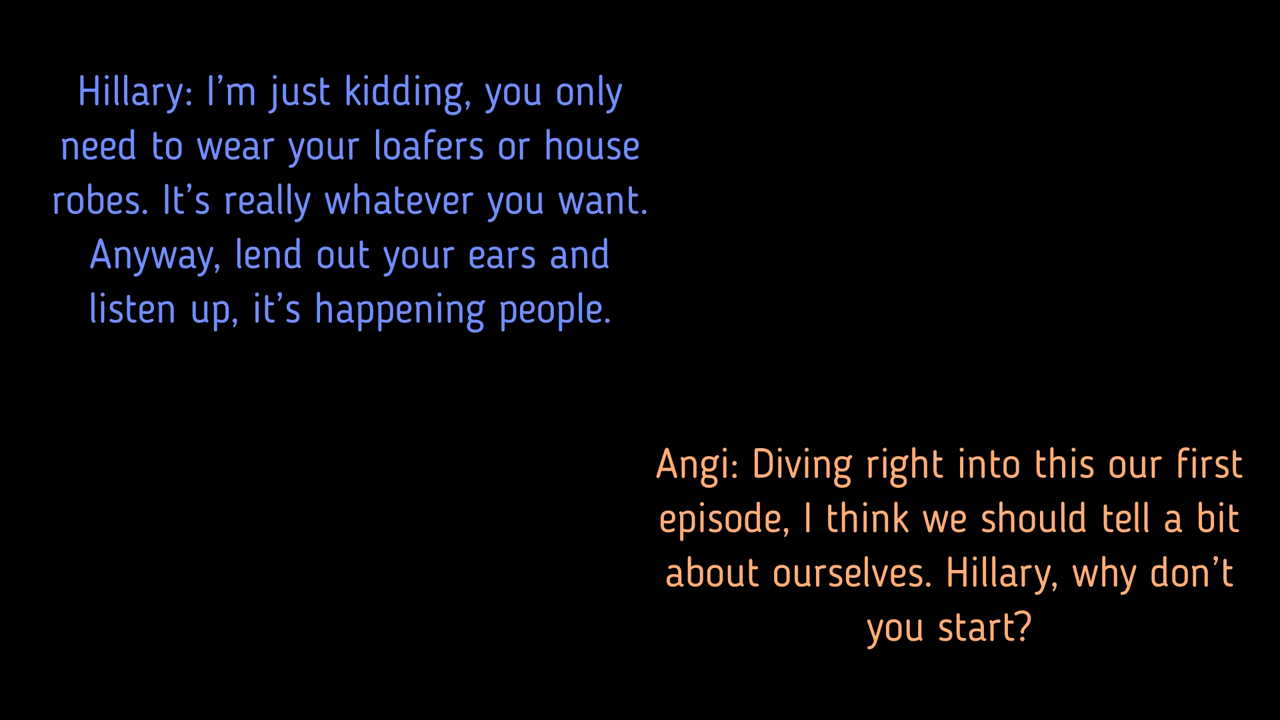 Hillary: I'm just kidding, you only
need to wear your loafers or house
robes. It's really whatever you want.
Anyway, lend out your ears and
listen up, it's happening people.
Angi: Diving right into this our first
episode, I think we should tell a bit
about ourselves. Hillary, why don't
you start?